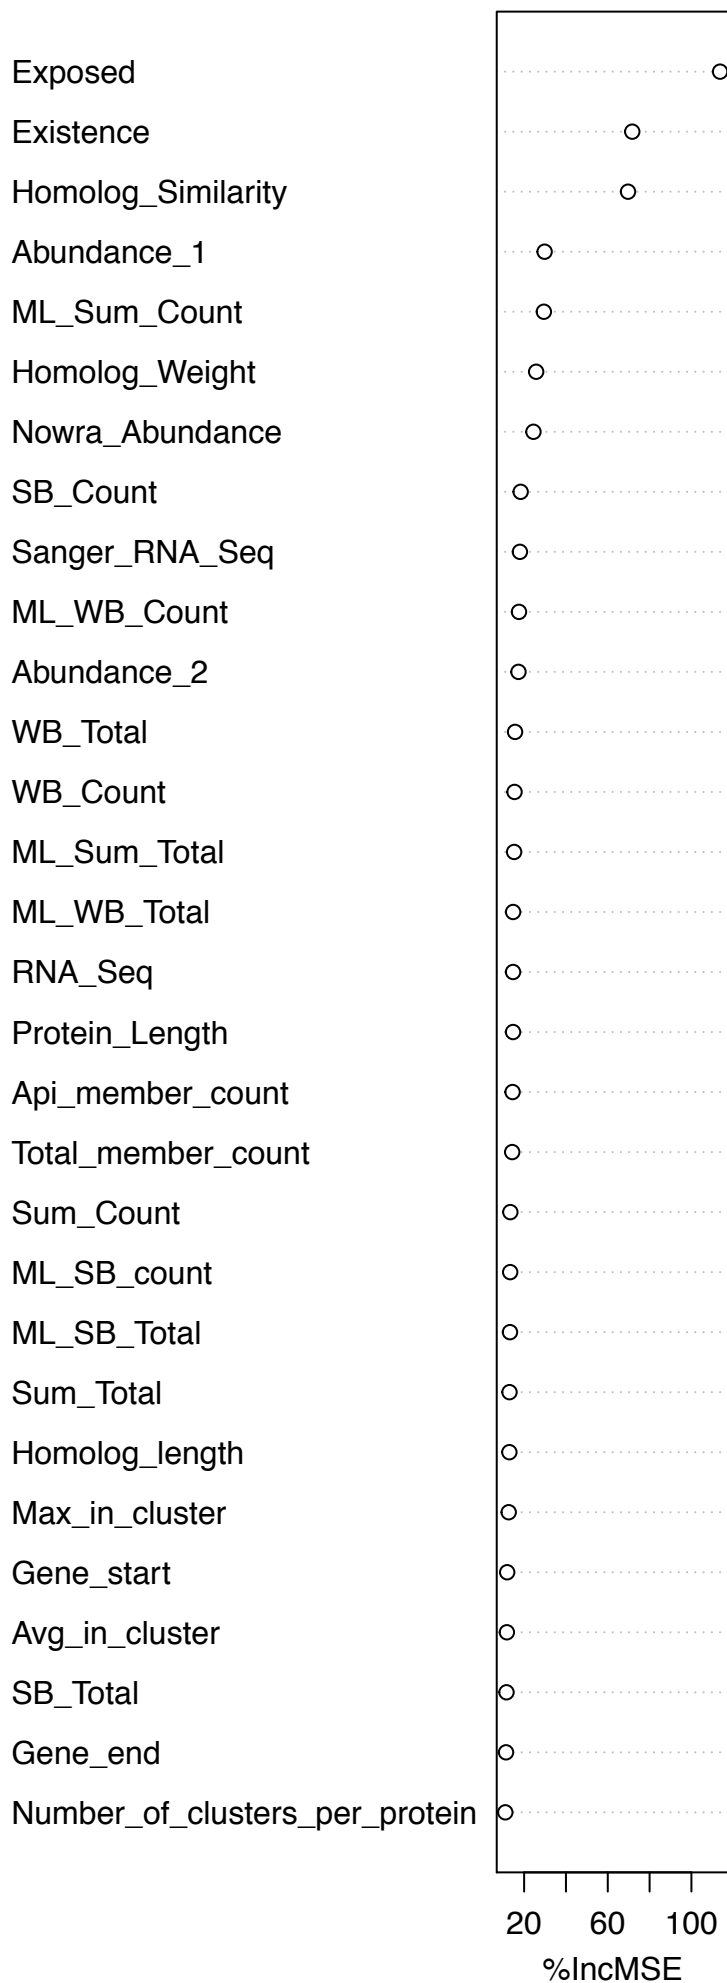 Exposed
Existence
Homolog_Similarity
Abundance_1
ML_Sum_Count
Homolog_Weight
Nowra_Abundance
SB_Count
Sanger_RNA_Seq
ML_WB_Count
Abundance_2
WB_Total
WB_Count
ML_Sum_Total
ML_WB_Total
RNA_Seq
Protein_Length
Api_member_count
Total_member_count
Sum_Count
ML_SB_count
ML_SB_Total
Sum_Total
Homolog_length
Max_in_cluster
Gene_start
Avg_in_cluster
SB_Total
Gene_end
Number_of_clusters_per_protein
20 60 100
%IncMSE